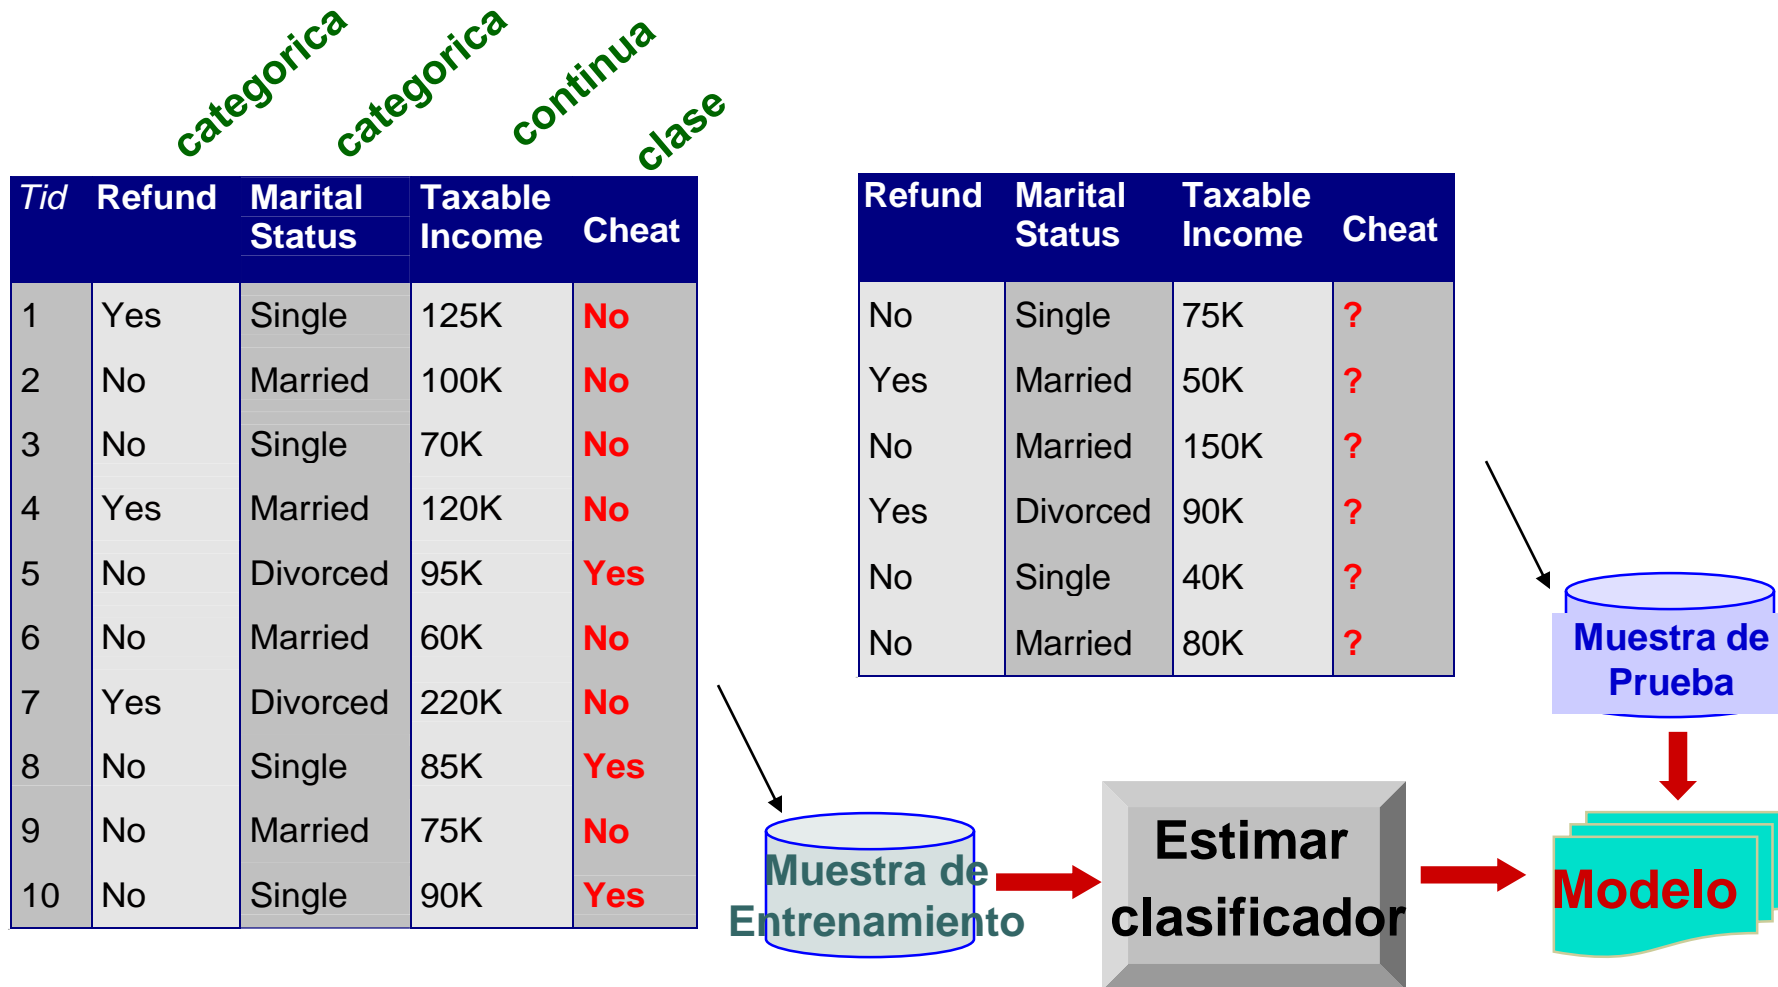 categorica categorica continua clase
Tid Refund Marital Status Taxable Income Cheat
1 Yes Single 125K No
2 No Married 100K No
3 No Single 70K No
4 Yes Married 120K No
5 No Divorced 95K Yes
6 No Married 60K No
7 Yes Divorced 220K No
8 No Single 85K Yes
9 No Married 75K No
10 No Single 90K Yes
Refund Marital Status Taxable Income Cheat
No Single 75K ?
Yes Married 50K ?
No Married 150K ?
Yes Divorced 90K ?
No Single 40K ?
No Married 80K ?
Muestra de
Prueba
Muestra de
Entrenamiento
Estimar
clasificador
Modelo